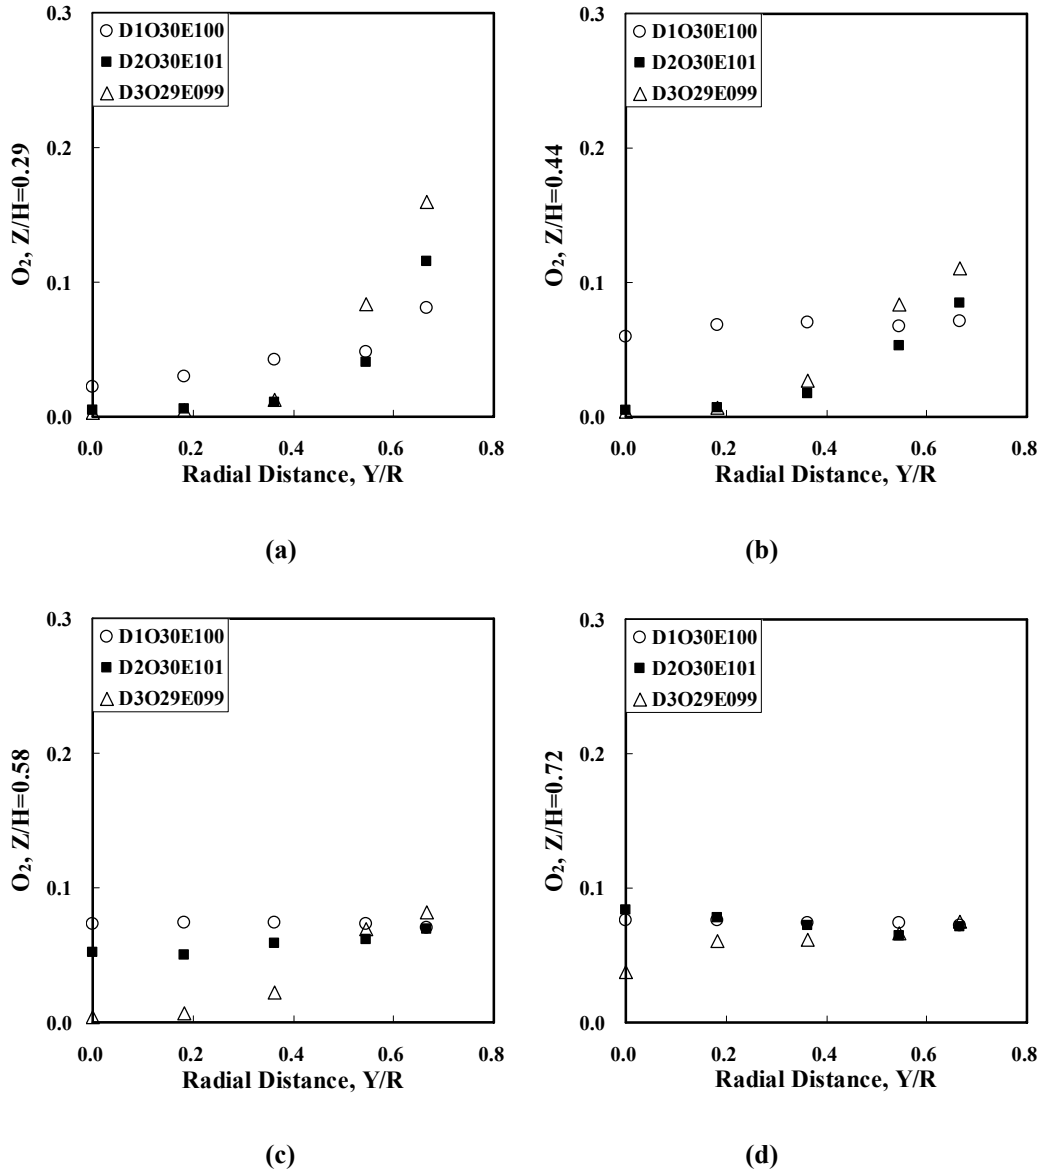 0.3
D1O30E100
D2O30E101
D3O29E099
0.2
0.1
0.0
O₂, Z/H=0.29
0.0 0.2 0.4 0.6 0.8
Radial Distance, Y/R
(a)
0.3
D1O30E100
D2O30E101
D3O29E099
0.2
0.1
0.0
O₂, Z/H=0.44
0.0 0.2 0.4 0.6 0.8
Radial Distance, Y/R
(b)
0.3
D1O30E100
D2O30E101
D3O29E099
0.2
0.1
0.0
O₂, Z/H=0.58
0.0 0.2 0.4 0.6 0.8
Radial Distance, Y/R
(c)
0.3
D1O30E100
D2O30E101
D3O29E099
0.2
0.1
0.0
O₂, Z/H=0.72
0.0 0.2 0.4 0.6 0.8
Radial Distance, Y/R
(d)